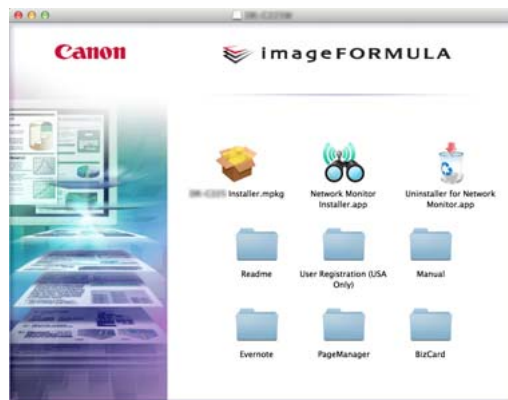 Canon
imageFORMULA
Installer.mpkg
Network Monitor
Installer.app
Uninstaller for Network
Monitor.app
Readme
User Registration (USA
Only)
Manual
Evernote
PageManager
BizCard